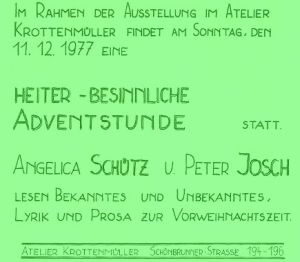 Im Rahmen der Ausstellung im Atelier
Krottenmüller findet am Sonntag, den
11. 12. 1977 eine
HEITER - BESINNLICHE
ADVENTSTUNDE STATT.
Angelica Schütz u. Peter Josch
lesen Bekanntes und Unbekanntes,
Lyrik und Prosa zur Vorweihnachtszeit.
Atelier Krottenmüller Schönbrunner-Strasse 194-196